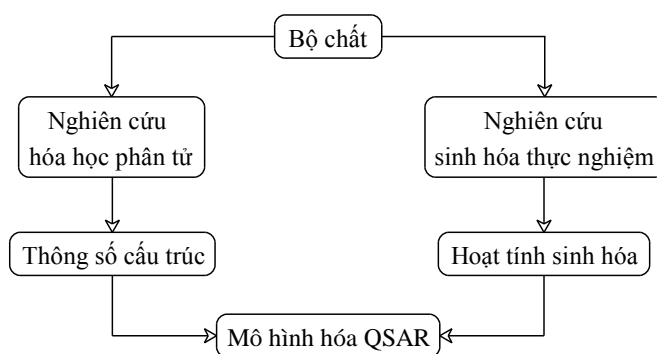 Bộ chất
Nghiên cứu
hóa học phân tử
Nghiên cứu
sinh hóa thực nghiệm
Thông số cấu trúc
Hoạt tính sinh hóa
Mô hình hóa QSAR